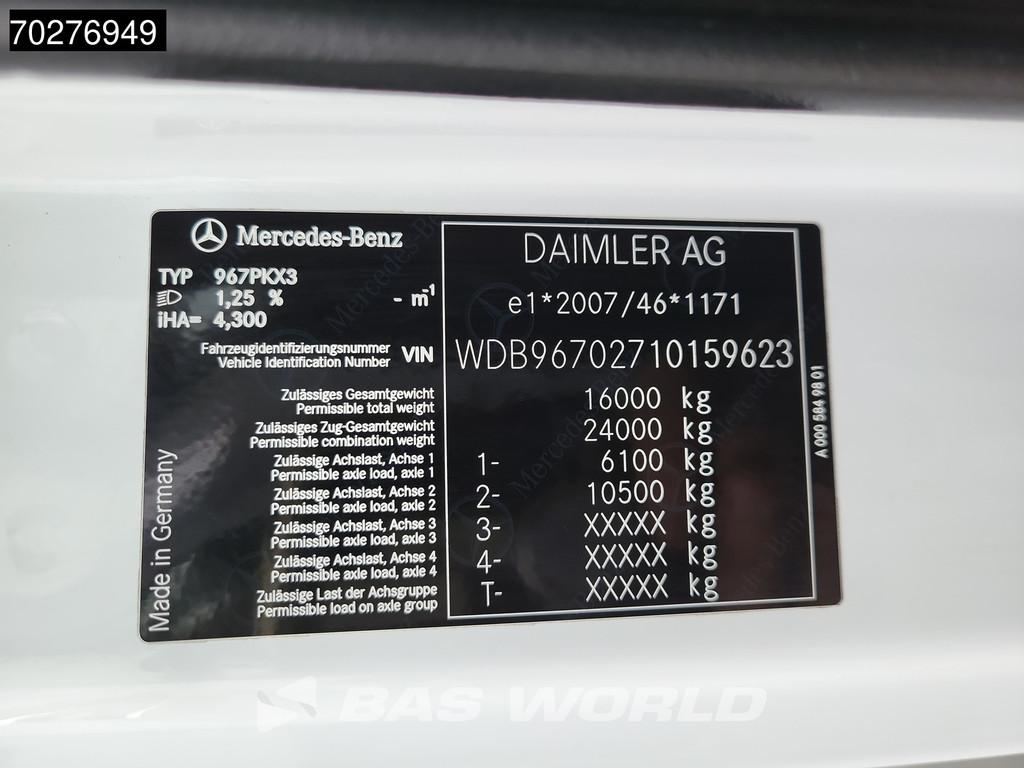 70276949
Mercedes-Benz
TYP 967PKX3
1,25 % - m-1
iHA= 4,300
DAIMLER AG
e1*2007/46*1171
Fahrzeugidentifizierungsnummer
Vehicle Identification Number
VIN WDB96702710159623
Zulässiges Gesamtgewicht
Permissible total weight
16000 kg
Zulässiges Zug-Gesamtgewicht
Permissible combination weight
24000 kg
Zulässige Achslast, Achse 1
Permissible axle load, axle 1
1- 6100 kg
Zulässige Achslast, Achse 2
Permissible axle load, axle 2
2- 10500 kg
Zulässige Achslast, Achse 3
Permissible axle load, axle 3
3- XXXXX kg
Zulässige Achslast, Achse 4
Permissible axle load, axle 4
4- XXXXX kg
Zulässige Last der Achsgruppe
Permissible load on axle group
T- XXXXX kg
Made in Germany
A 000 584 98 01
BAS WORLD